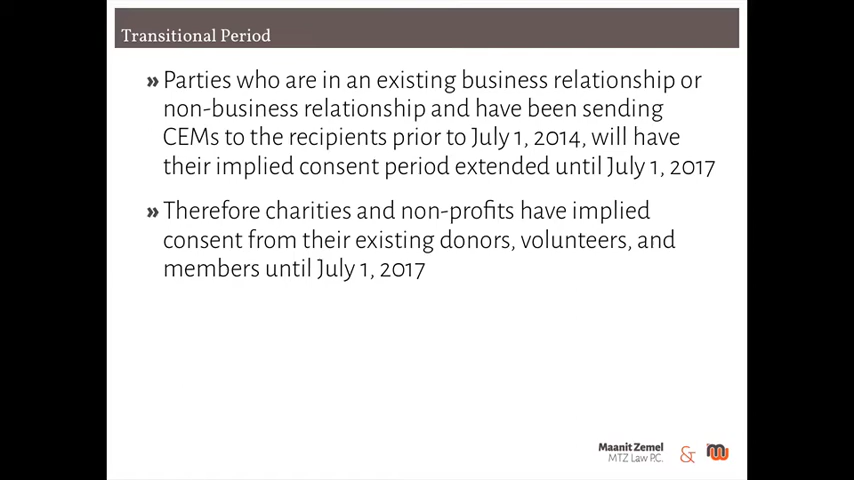 Transitional Period
» Parties who are in an existing business relationship or
non-business relationship and have been sending
CEMs to the recipients prior to July 1, 2014, will have
their implied consent period extended until July 1, 2017
» Therefore charities and non-profits have implied
consent from their existing donors, volunteers, and
members until July 1, 2017
Maanit Zemel
MTZ Law P.C.
&